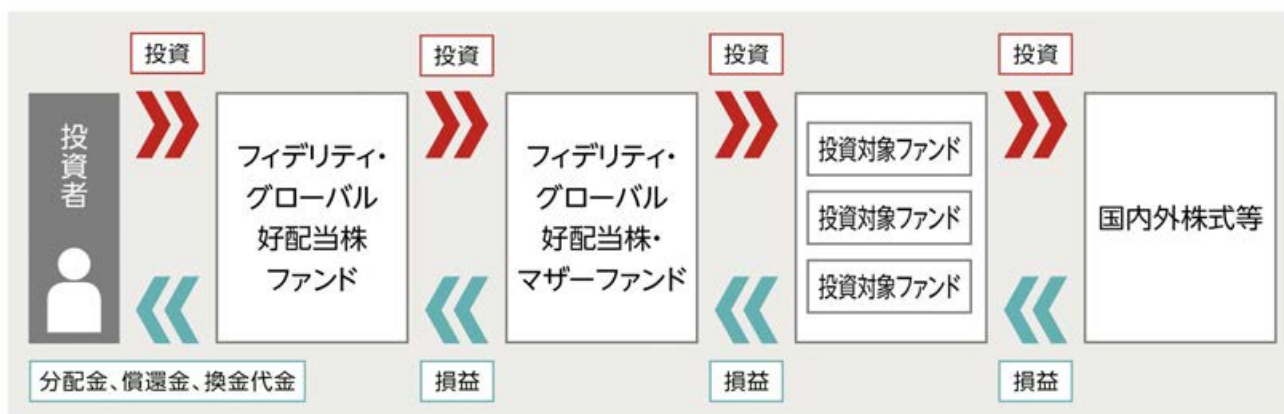 投資
投資
投資
投資
投資者
フィデリティ・
グローバル
好配当株
ファンド
フィデリティ・
グローバル
好配当株・
マザーファンド
投資対象ファンド
投資対象ファンド
投資対象ファンド
国内外株式等
分配金、償還金、換金代金
損益
損益
損益